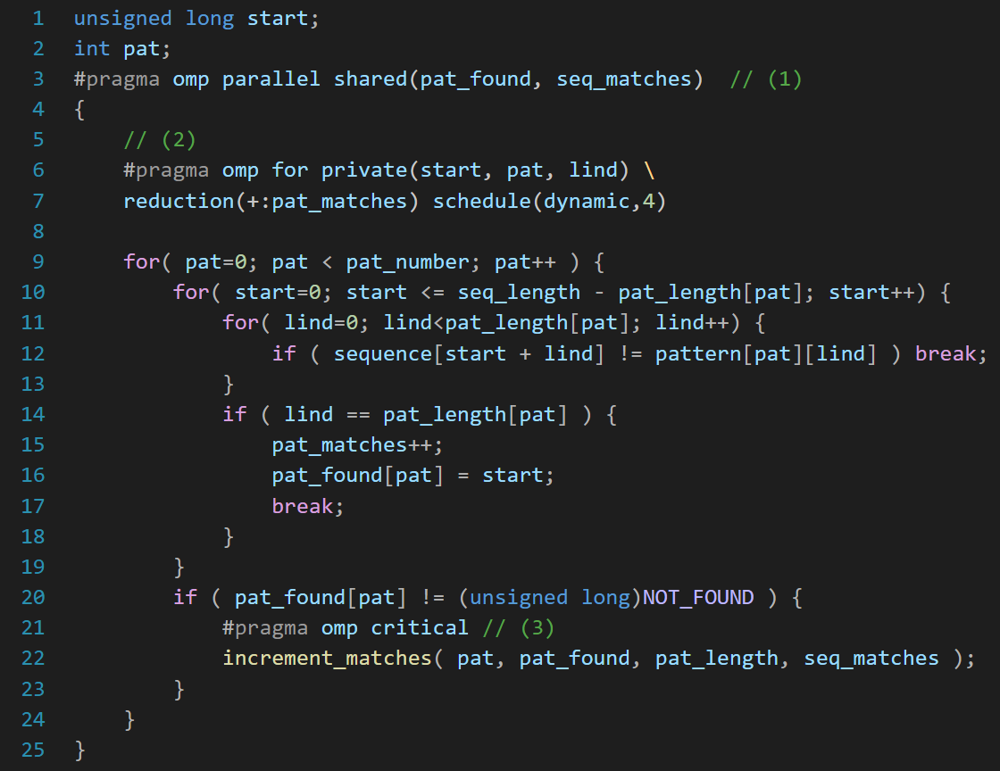 1 unsigned long start;
2 int pat;
3 #pragma omp parallel shared(pat_found, seq_matches)  // (1)
4 {
5     // (2)
6     #pragma omp for private(start, pat, lind) \
7     reduction(+:pat_matches) schedule(dynamic,4)
8
9     for( pat=0; pat < pat_number; pat++ ) {
10         for( start=0; start <= seq_length - pat_length[pat]; start++) {
11             for( lind=0; lind<pat_length[pat]; lind++) {
12                 if ( sequence[start + lind] != pattern[pat][lind] ) break;
13             }
14             if ( lind == pat_length[pat] ) {
15                 pat_matches++;
16                 pat_found[pat] = start;
17                 break;
18             }
19         }
20         if ( pat_found[pat] != (unsigned long)NOT_FOUND ) {
21             #pragma omp critical // (3)
22             increment_matches( pat, pat_found, pat_length, seq_matches );
23         }
24     }
25 }